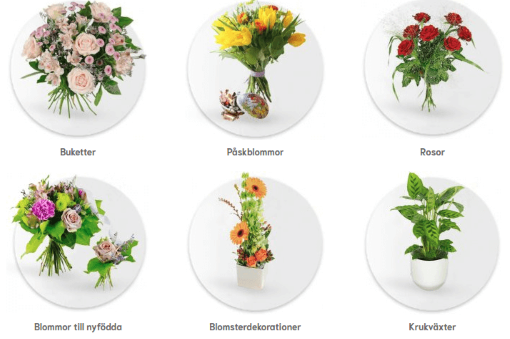 Buketter
Påskblommor
Rosor
Blommor till nyfödda
Blomsterdekorationer
Krukväxter